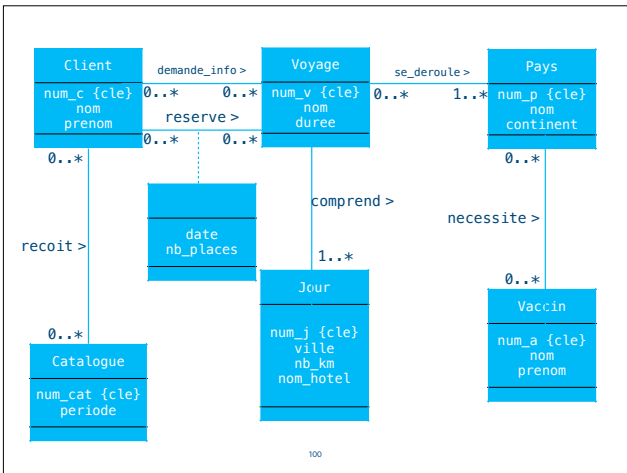 Client
num_c {cle}
nom
prenom
demande_info >
0..*
0..*
reserve >
0..*
0..*
Voyage
num_v {cle}
nom
duree
se_deroule >
0..*
1..*
Pays
num_p {cle}
nom
continent
0..*
recoit >
0..*
date
nb_places
comprend >
1..*
0..*
necessite >
0..*
Catalogue
num_cat {cle}
periode
Jour
num_j {cle}
ville
nb_km
nom_hotel
Vaccin
num_a {cle}
nom
prenom
100